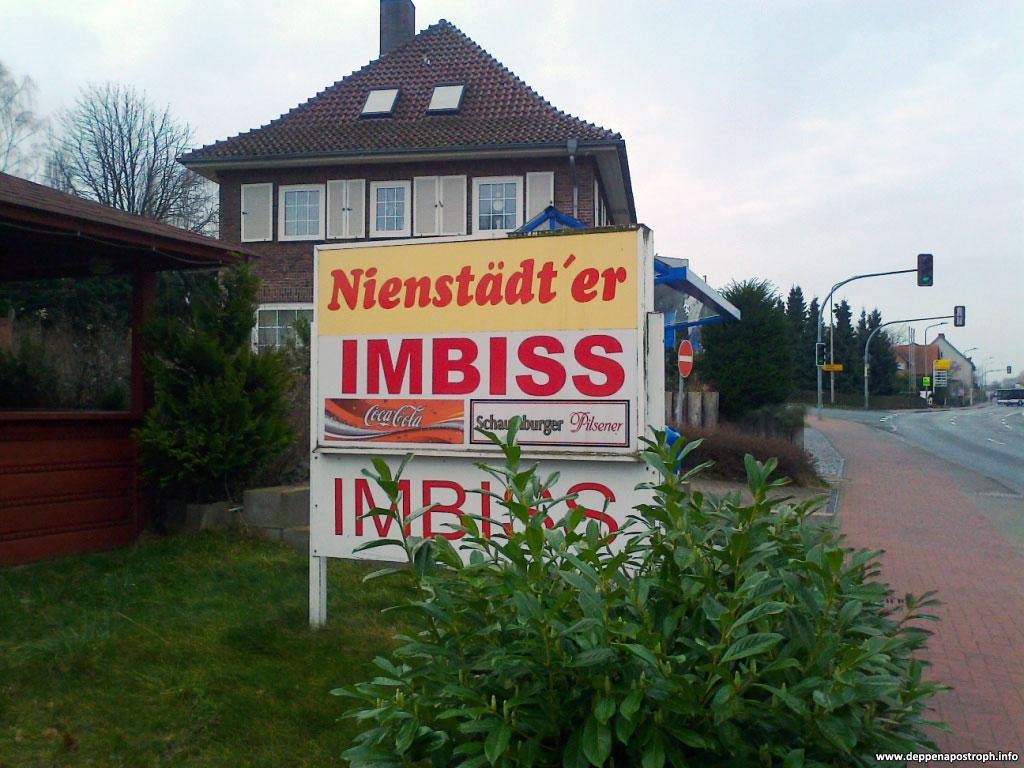 Nienstädt´er
IMBISS
Coca-Cola
Schaumburger Pilsener
IMBISS
www.deppenapostroph.info